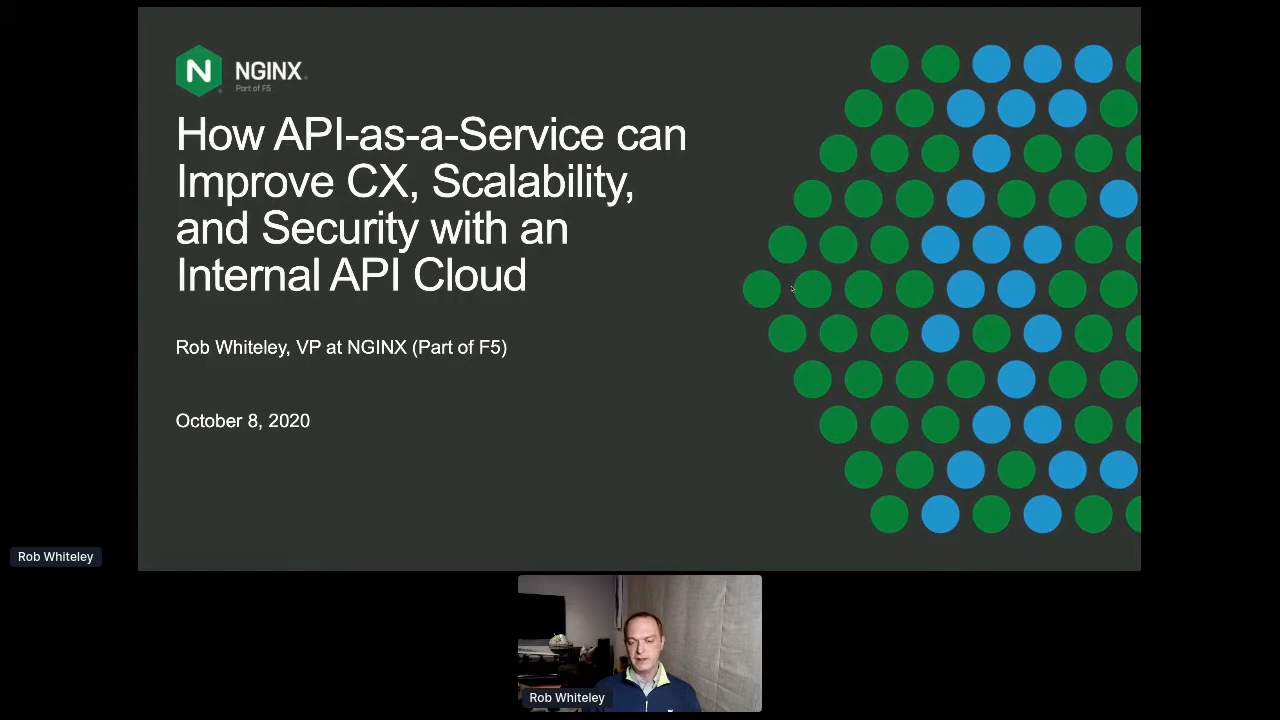 NGINX
Part of F5
How API-as-a-Service can
Improve CX, Scalability,
and Security with an
Internal API Cloud
Rob Whiteley, VP at NGINX (Part of F5)
October 8, 2020
Rob Whiteley
Rob Whiteley